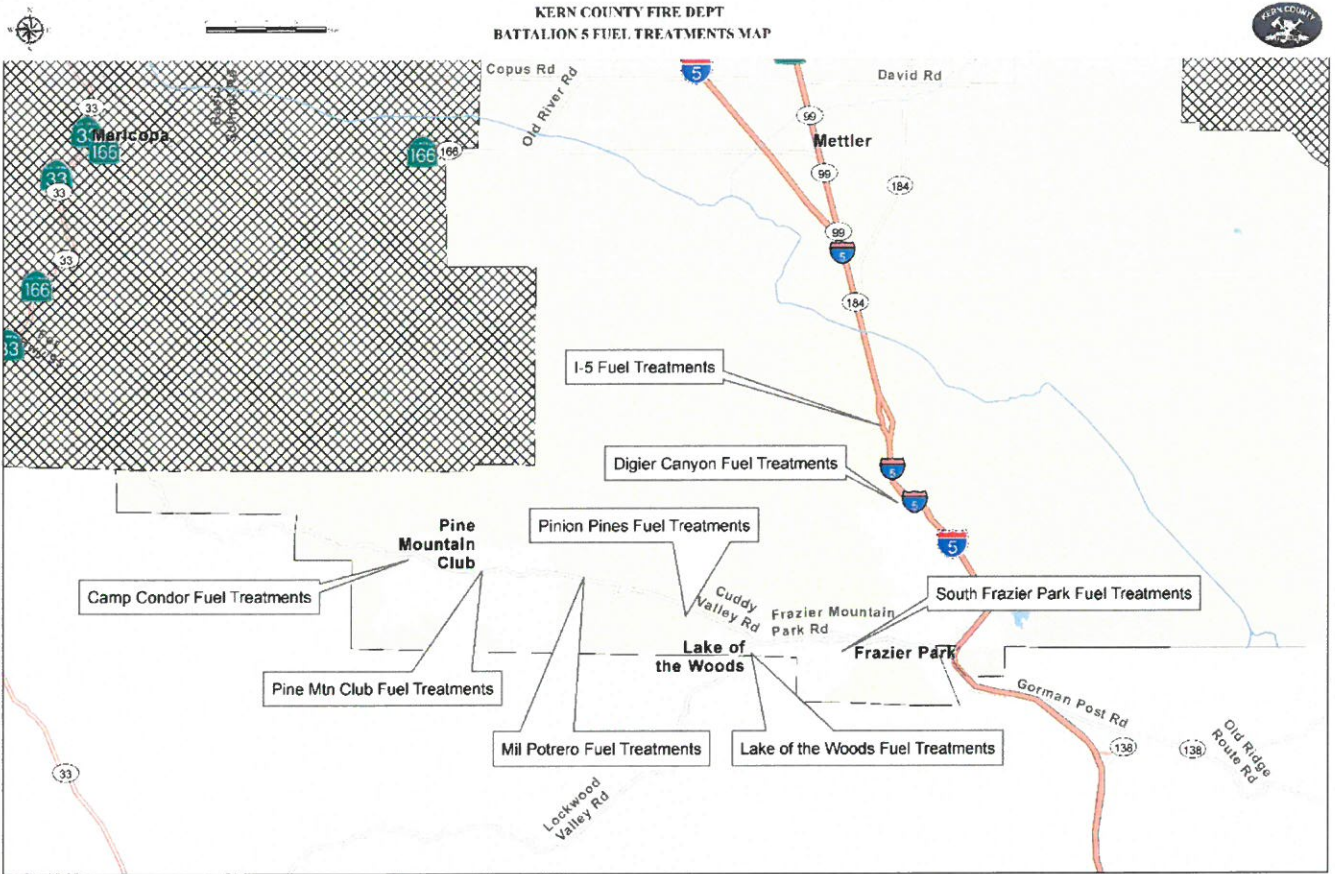 KERN COUNTY FIRE DEPT
BATTALION 5 FUEL TREATMENTS MAP
N
S
KERN COUNTY
Copus Rd
Old River Rd
5
David Rd
99
Mettler
33
33
Maricopa
166
166
166
99
184
33
33
99
5
33
166
184
33
I-5 Fuel Treatments
Digier Canyon Fuel Treatments
5
5
5
Pine
Mountain
Club
Pinion Pines Fuel Treatments
Camp Condor Fuel Treatments
Cuddy
Valley Rd
Frazier Mountain
Park Rd
South Frazier Park Fuel Treatments
Lake of
the Woods
Frazier Park
Pine Mtn Club Fuel Treatments
Gorman Post Rd
Mil Potrero Fuel Treatments
Lake of the Woods Fuel Treatments
138
138
Old Ridge
Route Rd
33
Lockwood
Valley Rd